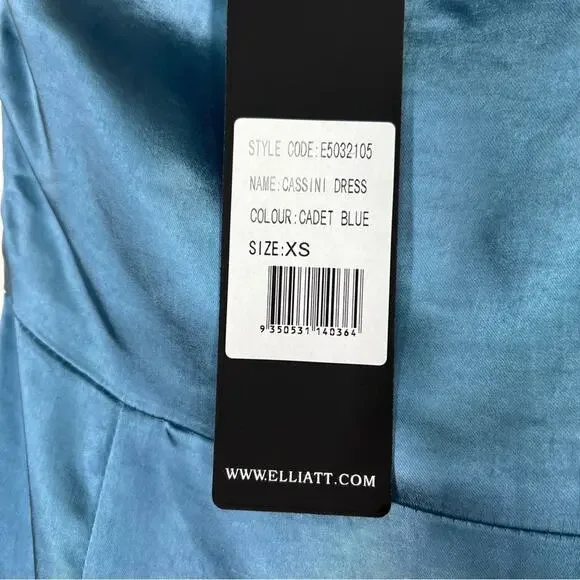 STYLE CODE:E5032105
NAME:CASSINI DRESS
COLOUR:CADET BLUE
SIZE:XS
9 350531 140364
WWW.ELLIATT.COM